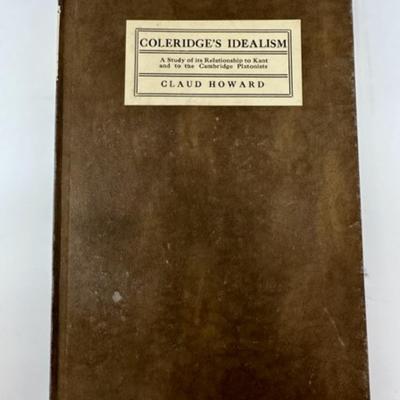 COLERIDGE'S IDEALISM
A Study of its Relationship to Kant
and to the Cambridge Platonists
CLAUD HOWARD